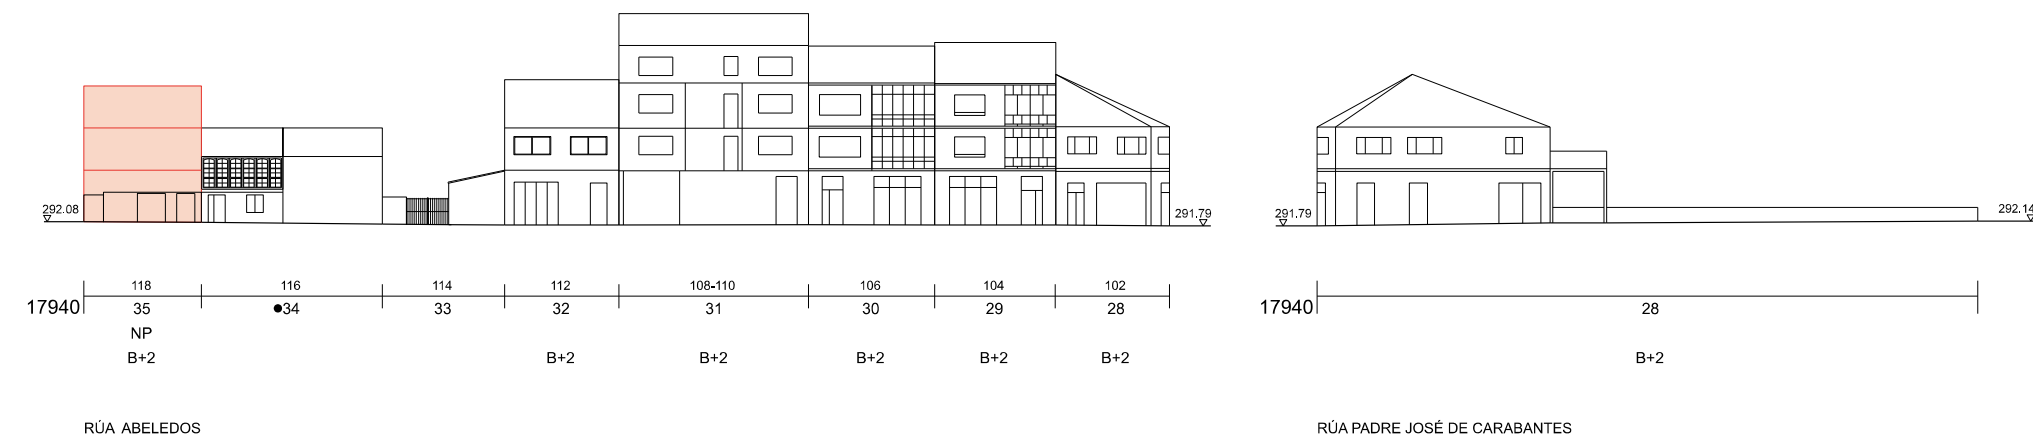 292.08
291.79
291.79
292.14
118 116 114 112 108-110 106 104 102
17940 35 ●34 33 32 31 30 29 28
17940 28
NP
B+2 B+2 B+2 B+2 B+2 B+2
B+2
RÚA ABELEDOS
RÚA PADRE JOSÉ DE CARABANTES